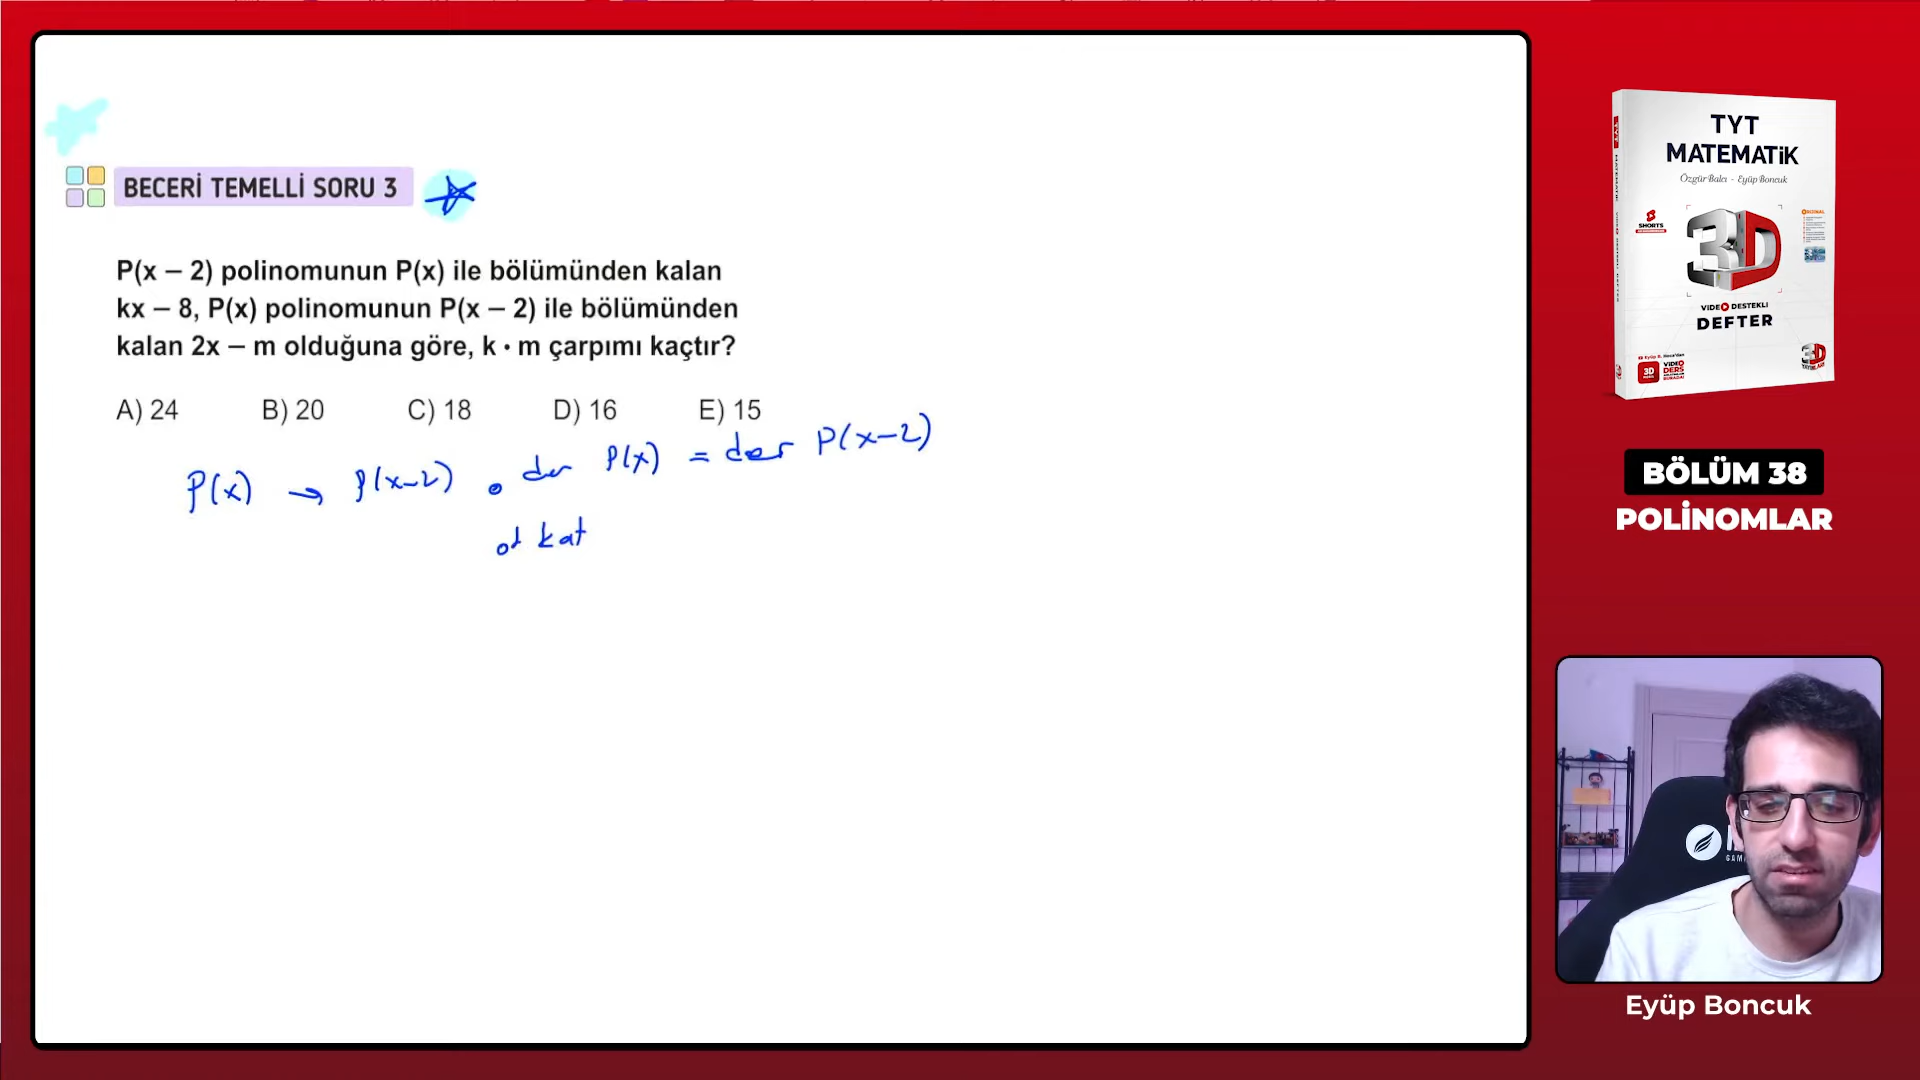 BECERİ TEMELLİ SORU 3
P(x – 2) polinomunun P(x) ile bölümünden kalan
kx – 8, P(x) polinomunun P(x – 2) ile bölümünden
kalan 2x – m olduğuna göre, k · m çarpımı kaçtır?
A) 24 B) 20 C) 18 D) 16 E) 15
P(x) → P(x-2) • der P(x) = der P(x-2)
kat
TYT
MATEMATİK
Özgür Balcı - Eyüp Boncuk
SHORTS
3D
VIDEO DESTEKLI
DEFTER
BÖLÜM 38
POLİNOMLAR
Eyüp Boncuk